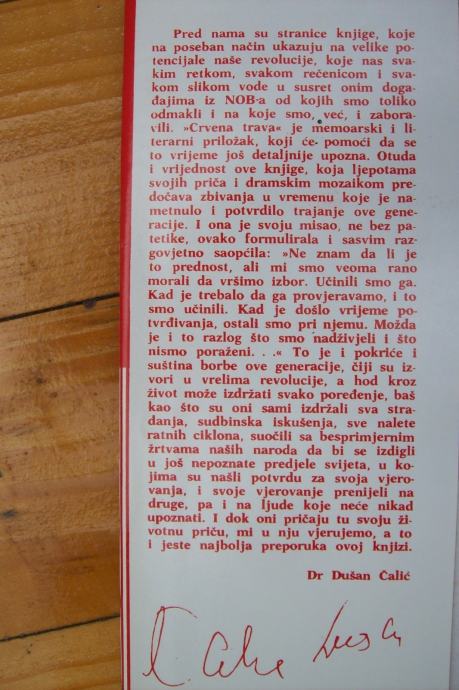 Pred nama su stranice knjige, koje
na poseban način ukazuju na velike po-
tencijale naše revolucije, koje nas sva-
kim retkom, svakom rečenicom i sva-
kom slikom vode u susret onim doga-
đajima iz NOB-a od kojih smo toliko
odmakli i na koje smo, već, i zabora-
vili. »Crvena trava« je memoarski i li-
terarni priložak, koji će pomoći da se
to vrijeme još detaljnije upozna. Otuda
i vrijednost ove knjige, koja ljepotama
svojih priča i dramskim mozaikom pre-
dočava zbivanja u vremenu koje je na-
metnulo i potvrdilo trajanje ove gene-
racije. I ona je svoju misao, ne bez pa-
tetike, ovako formulirala i sasvim raz-
govjetno saopćila: »Ne znam da li je
to prednost, ali mi smo veoma rano
morali da vršimo izbor. Učinili smo ga.
Kad je trebalo da ga provjeravamo, i to
smo učinili. Kad je došlo vrijeme po-
tvrđivanja, ostali smo pri njemu. Možda
je i to razlog što smo nadživjeli i što
nismo poraženi. . .« To je i pokriće i
suština borbe ove generacije, čiji su iz-
vori u vrelima revolucije, a hod kroz
život može izdržati svako poređenje, baš
kao što su oni sami izdržali sva stra-
danja, sudbinska iskušenja, sve nalete
ratnih ciklona, suočili sa besprimjernim
žrtvama naših naroda da bi se izdigli
u još nepoznate predjele svijeta, u ko-
jima su našli potvrdu za svoja vjero-
vanja, i svoje vjerovanje prenijeli na
druge, pa i na ljude koje neće nikad
upoznati. I dok oni pričaju tu svoju ži-
votnu priču, mi u nju vjerujemo, a to
i jeste najbolja preporuka ovoj knjizi.
Dr Dušan Čalić